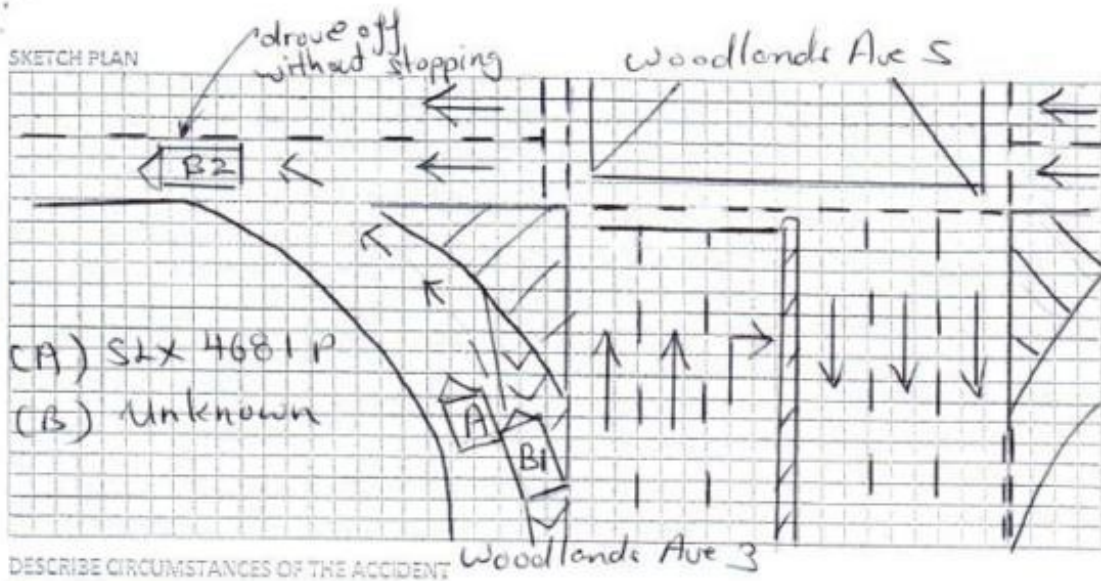 drove off
without stopping
SKETCH PLAN
Woodlands Ave 5
B2
(A) SLX 4681 P
(B) Unknown
A
B1
Woodlands Ave 3
DESCRIBE CIRCUMSTANCES OF THE ACCIDENT